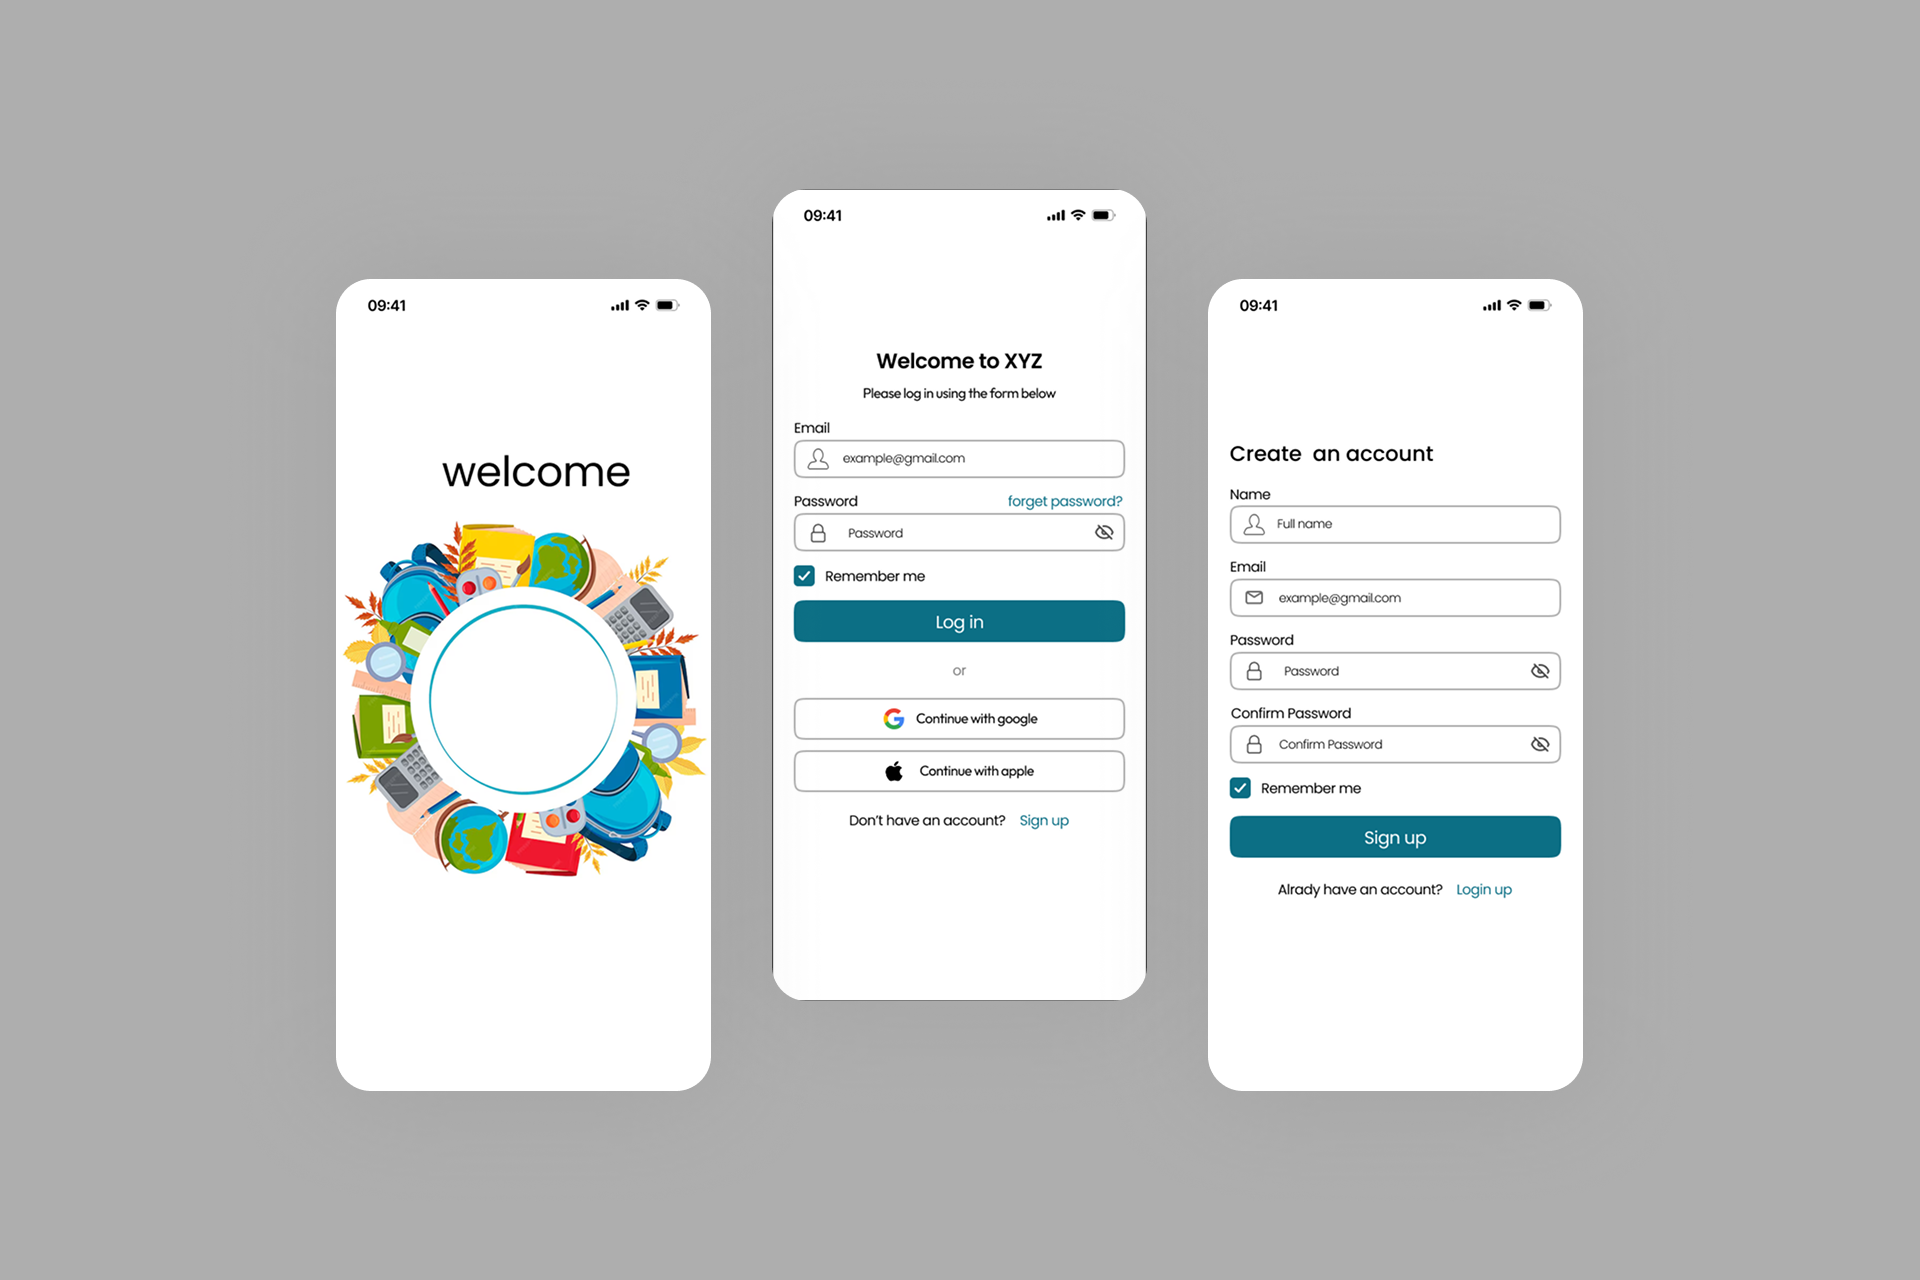 09:41
welcome
09:41
Welcome to XYZ
Please log in using the form below
Email
example@gmail.com
Password forget password?
Password
Remember me
Log in
or
Continue with google
Continue with apple
Don't have an account? Sign up
09:41
Create an account
Name
Full name
Email
example@gmail.com
Password
Password
Confirm Password
Confirm Password
Remember me
Sign up
Alrady have an account? Login up